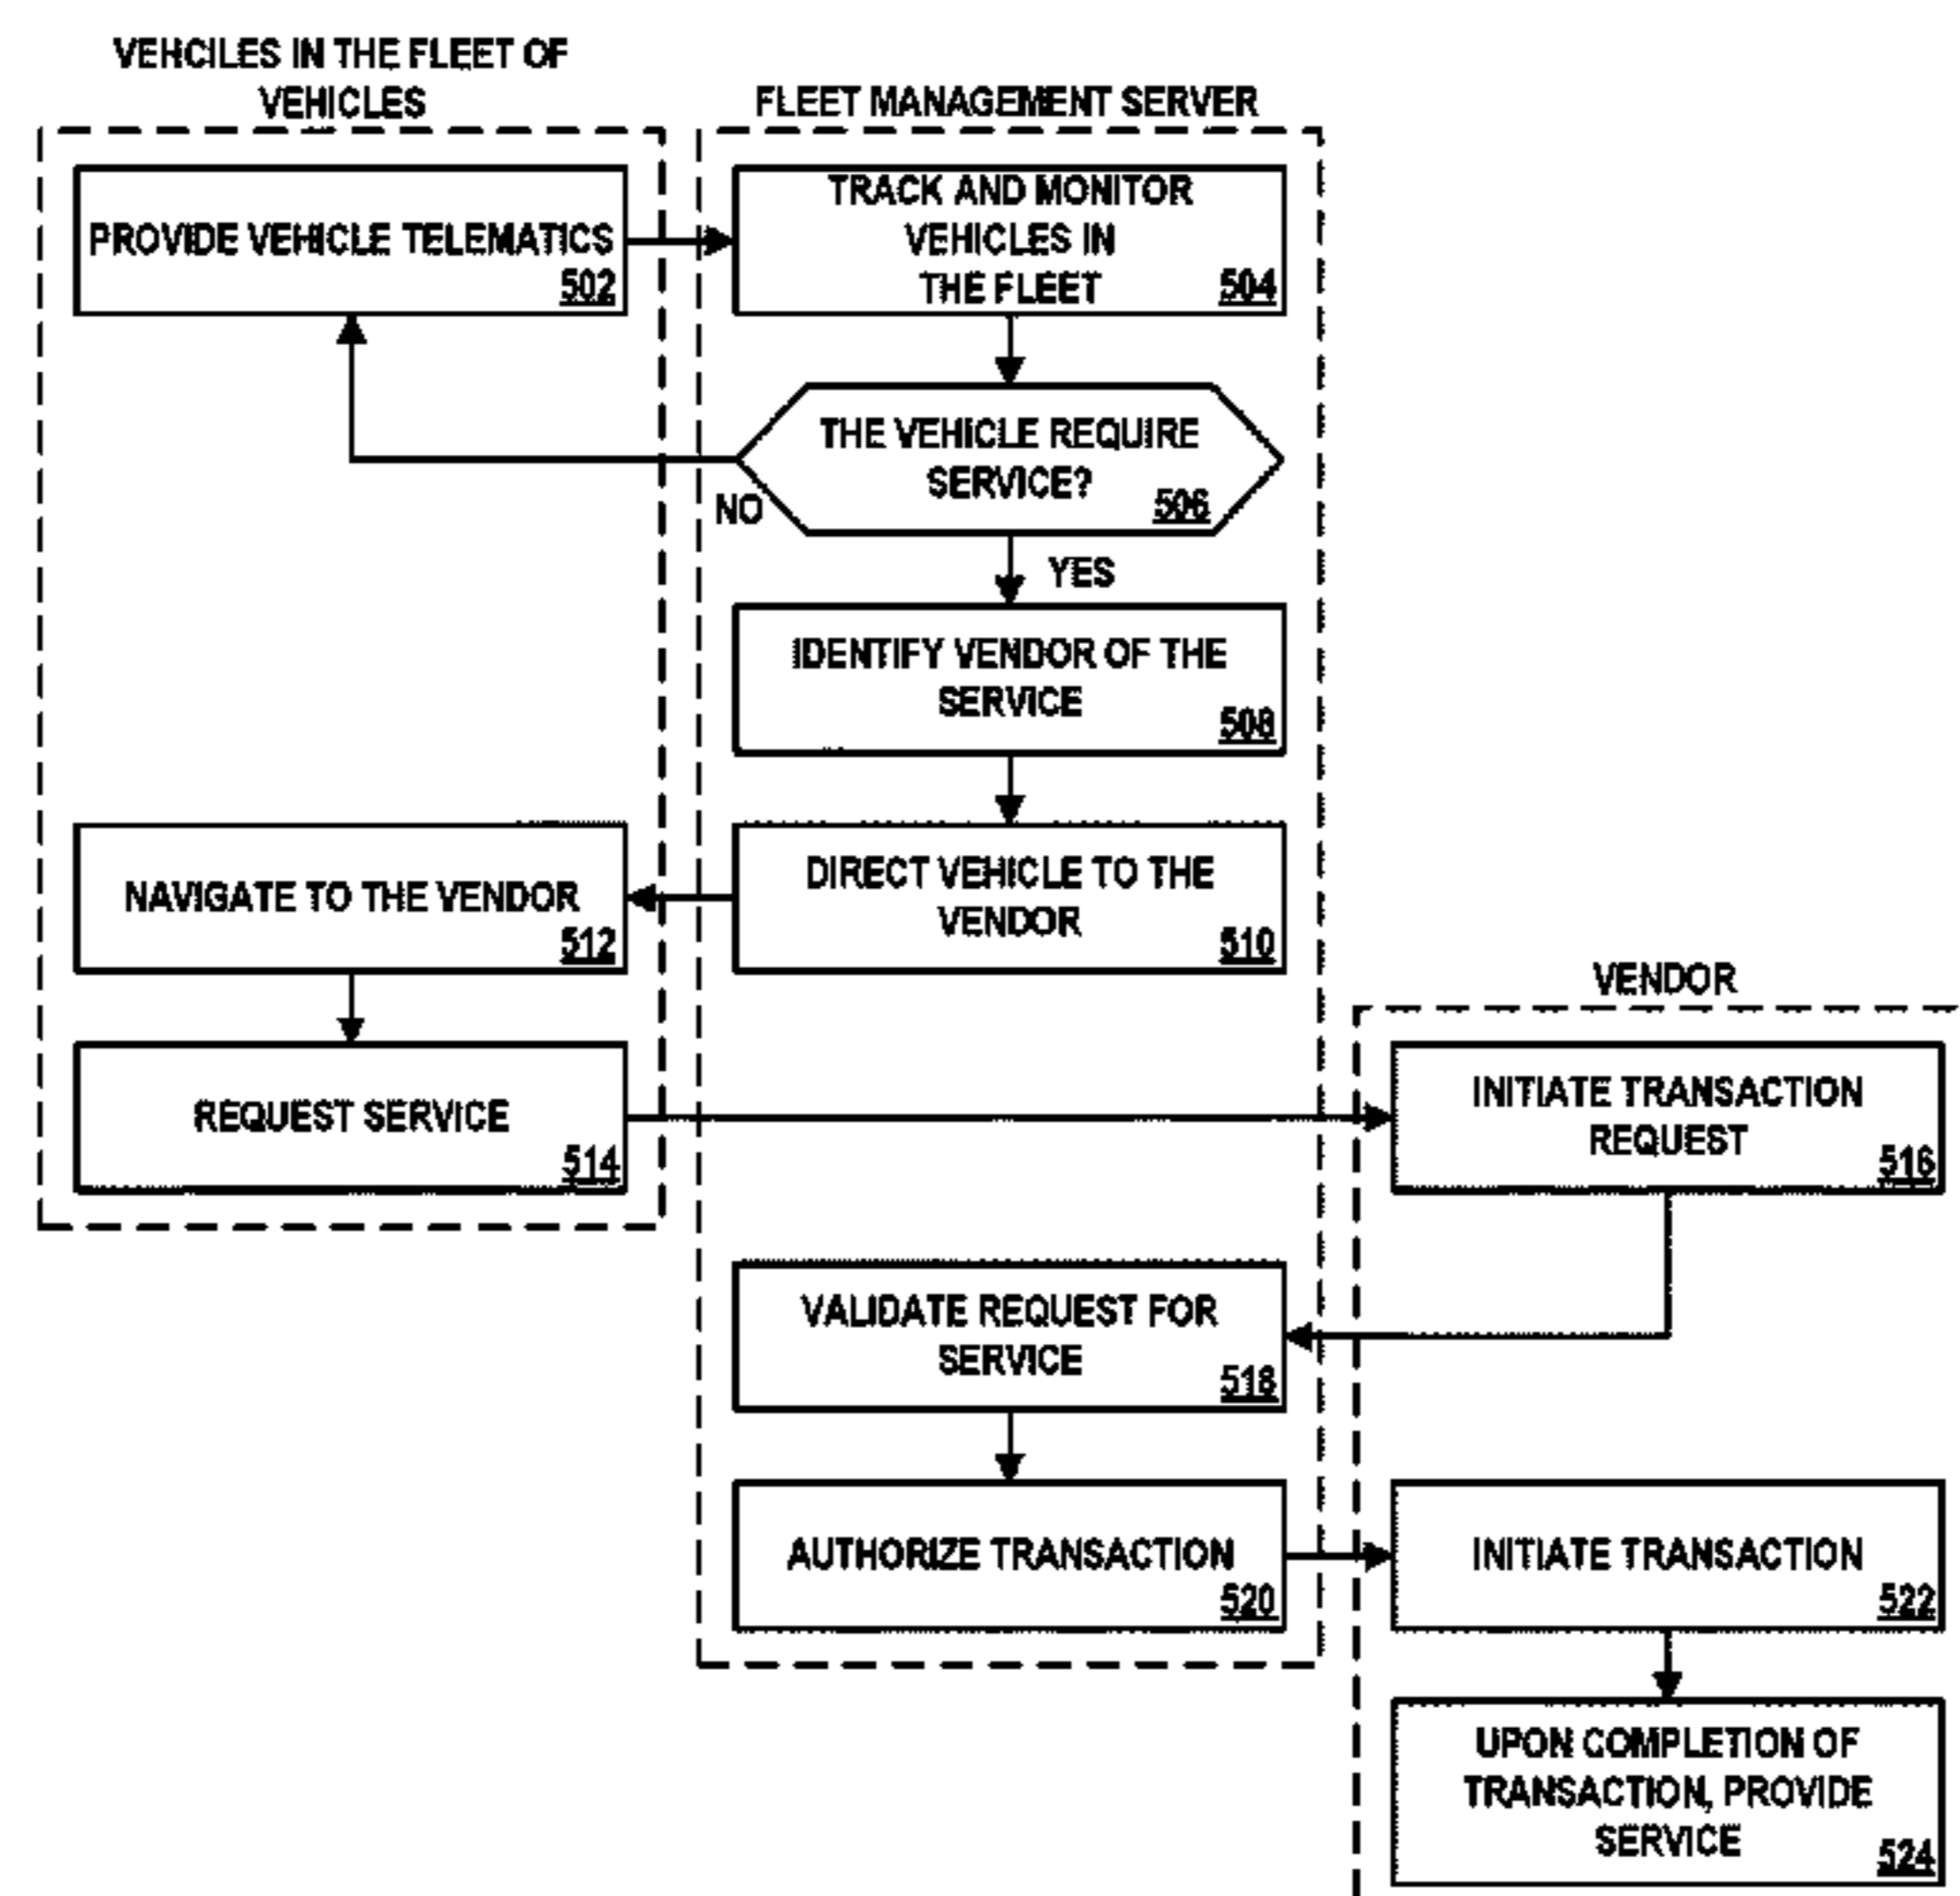 VEHCILES IN THE FLEET OF
VEHICLES
FLEET MANAGEMENT SERVER
PROVIDE VEHICLE TELEMATICS
502
TRACK AND MONITOR
VEHICLES IN
THE FLEET
504
THE VEHICLE REQUIRE
SERVICE?
506
NO
YES
IDENTIFY VENDOR OF THE
SERVICE
508
DIRECT VEHICLE TO THE
VENDOR
510
NAVIGATE TO THE VENDOR
512
REQUEST SERVICE
514
VENDOR
INITIATE TRANSACTION
REQUEST
516
VALIDATE REQUEST FOR
SERVICE
518
AUTHORIZE TRANSACTION
520
INITIATE TRANSACTION
522
UPON COMPLETION OF
TRANSACTION, PROVIDE
SERVICE
524